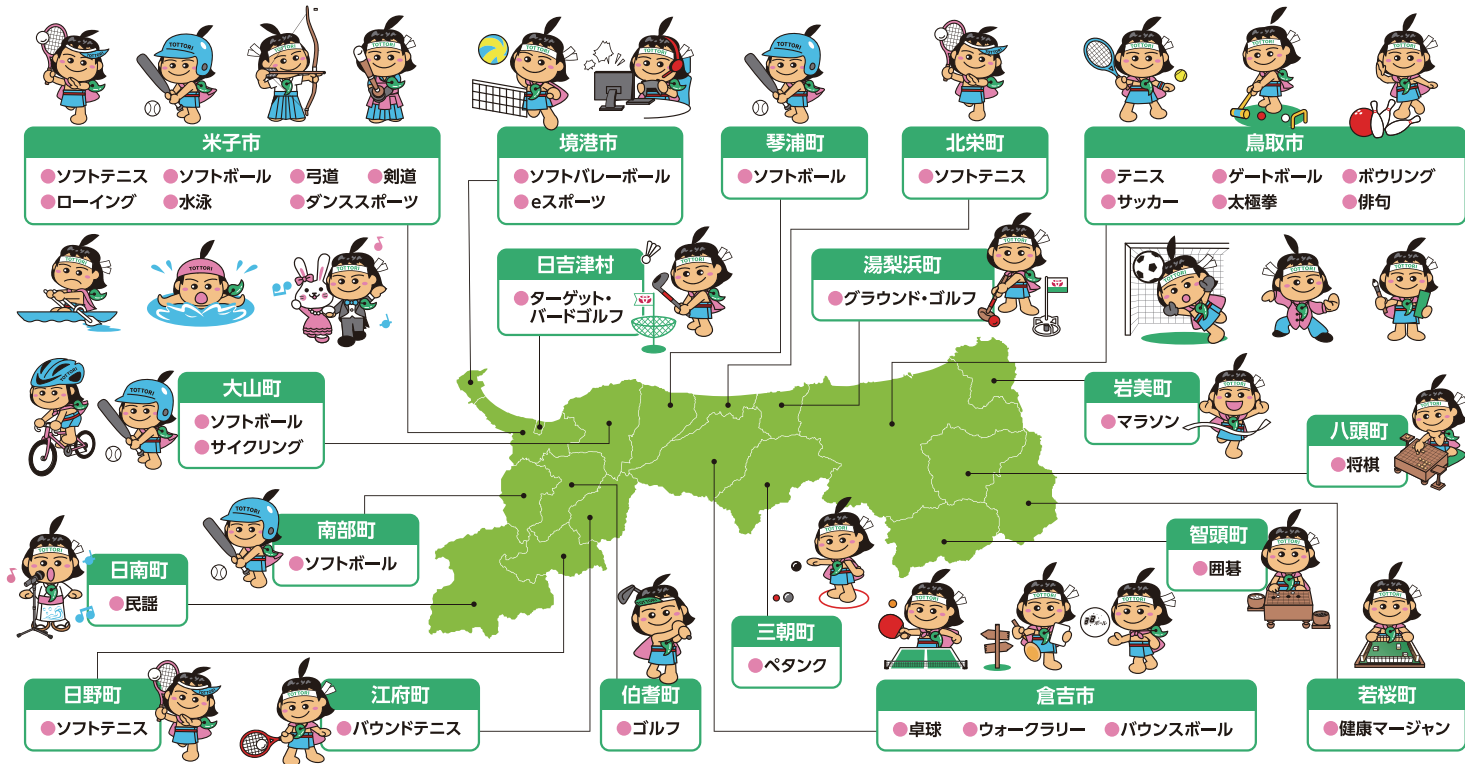 米子市
●ソフトテニス ●ソフトボール ●弓道 ●剣道
●ローイング ●水泳 ●ダンススポーツ
境港市
●ソフトバレーボール
●eスポーツ
琴浦町
●ソフトボール
北栄町
●ソフトテニス
鳥取市
●テニス ●ゲートボール ●ボウリング
●サッカー ●太極拳 ●俳句
日吉津村
●ターゲット・
バードゴルフ
湯梨浜町
●グラウンド・ゴルフ
大山町
●ソフトボール
●サイクリング
岩美町
●マラソン
八頭町
●将棋
南部町
●ソフトボール
智頭町
●囲碁
日南町
●民謡
三朝町
●ペタンク
日野町
●ソフトテニス
江府町
●バウンドテニス
伯耆町
●ゴルフ
倉吉市
●卓球 ●ウォークラリー ●バウンスボール
若桜町
●健康マージャン
TOTTORI
TOTTORI
TOTTORI
TOTTORI
TOTTORI
TOTTORI